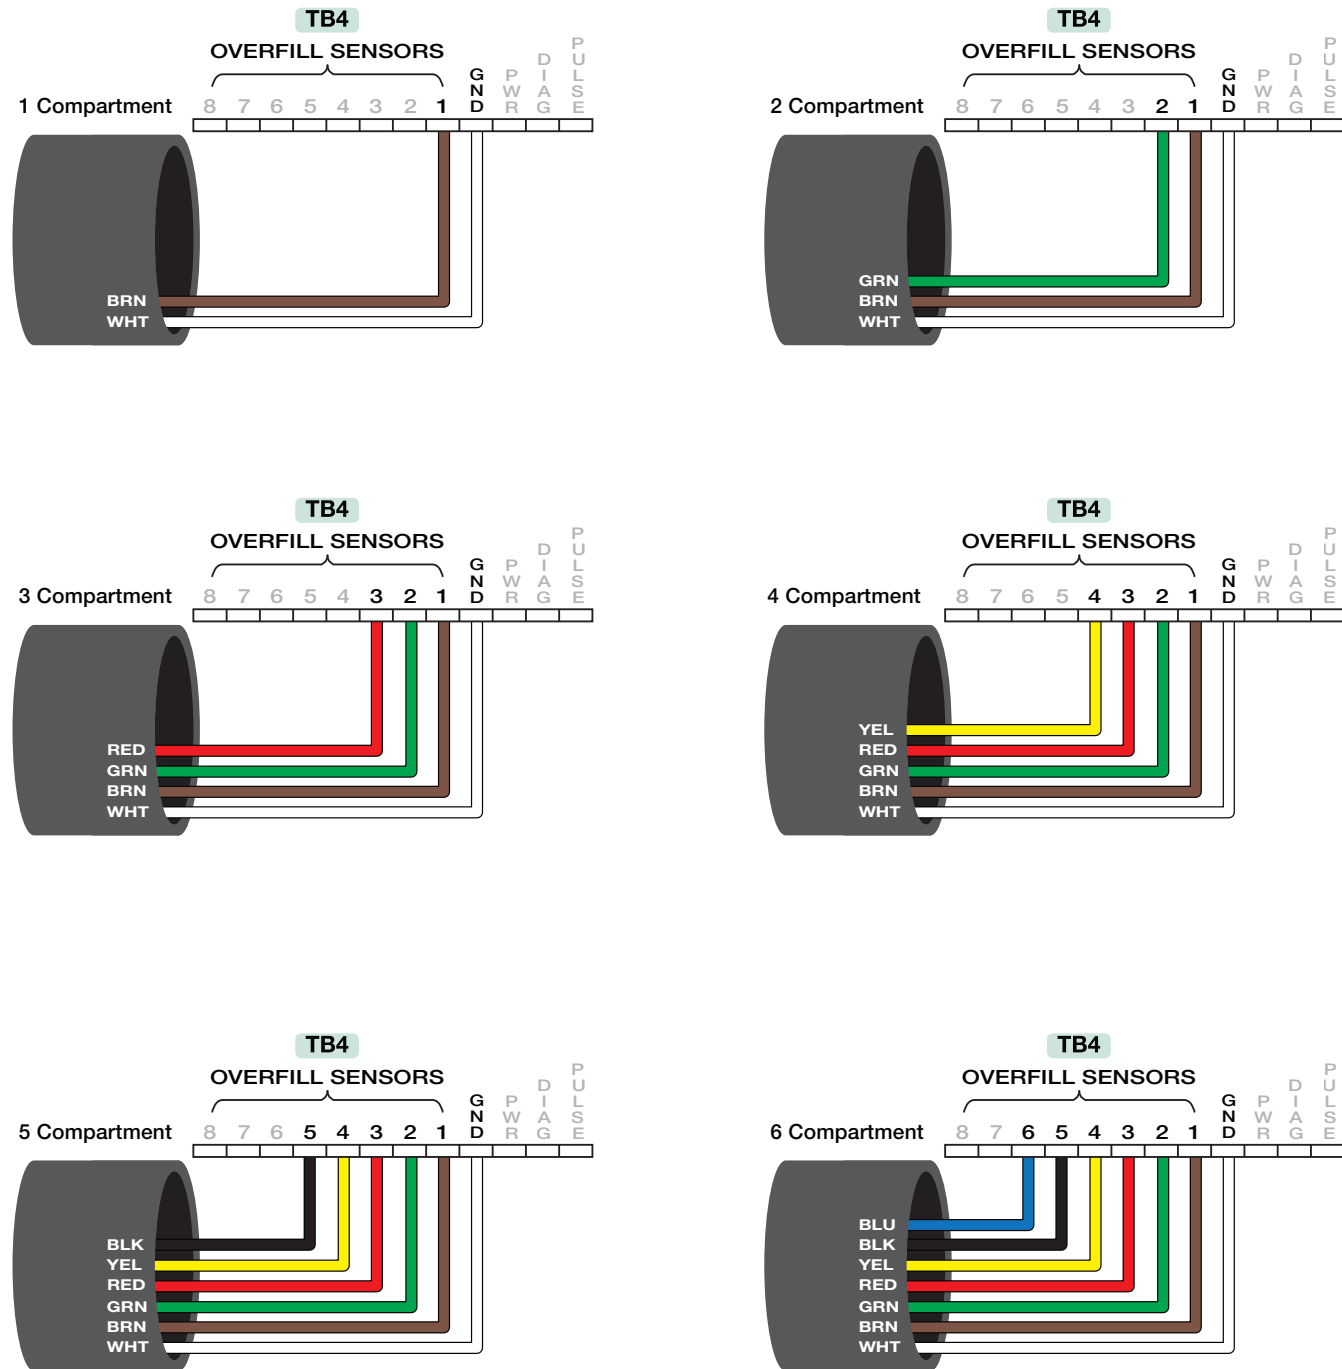 TB4
OVERFILL SENSORS
1 Compartment 8 7 6 5 4 3 2 1 GND PWR DIAG PULSE
BRN
WHT
TB4
OVERFILL SENSORS
2 Compartment 8 7 6 5 4 3 2 1 GND PWR DIAG PULSE
GRN
BRN
WHT
TB4
OVERFILL SENSORS
3 Compartment 8 7 6 5 4 3 2 1 GND PWR DIAG PULSE
RED
GRN
BRN
WHT
TB4
OVERFILL SENSORS
4 Compartment 8 7 6 5 4 3 2 1 GND PWR DIAG PULSE
YEL
RED
GRN
BRN
WHT
TB4
OVERFILL SENSORS
5 Compartment 8 7 6 5 4 3 2 1 GND PWR DIAG PULSE
BLK
YEL
RED
GRN
BRN
WHT
TB4
OVERFILL SENSORS
6 Compartment 8 7 6 5 4 3 2 1 GND PWR DIAG PULSE
BLU
BLK
YEL
RED
GRN
BRN
WHT